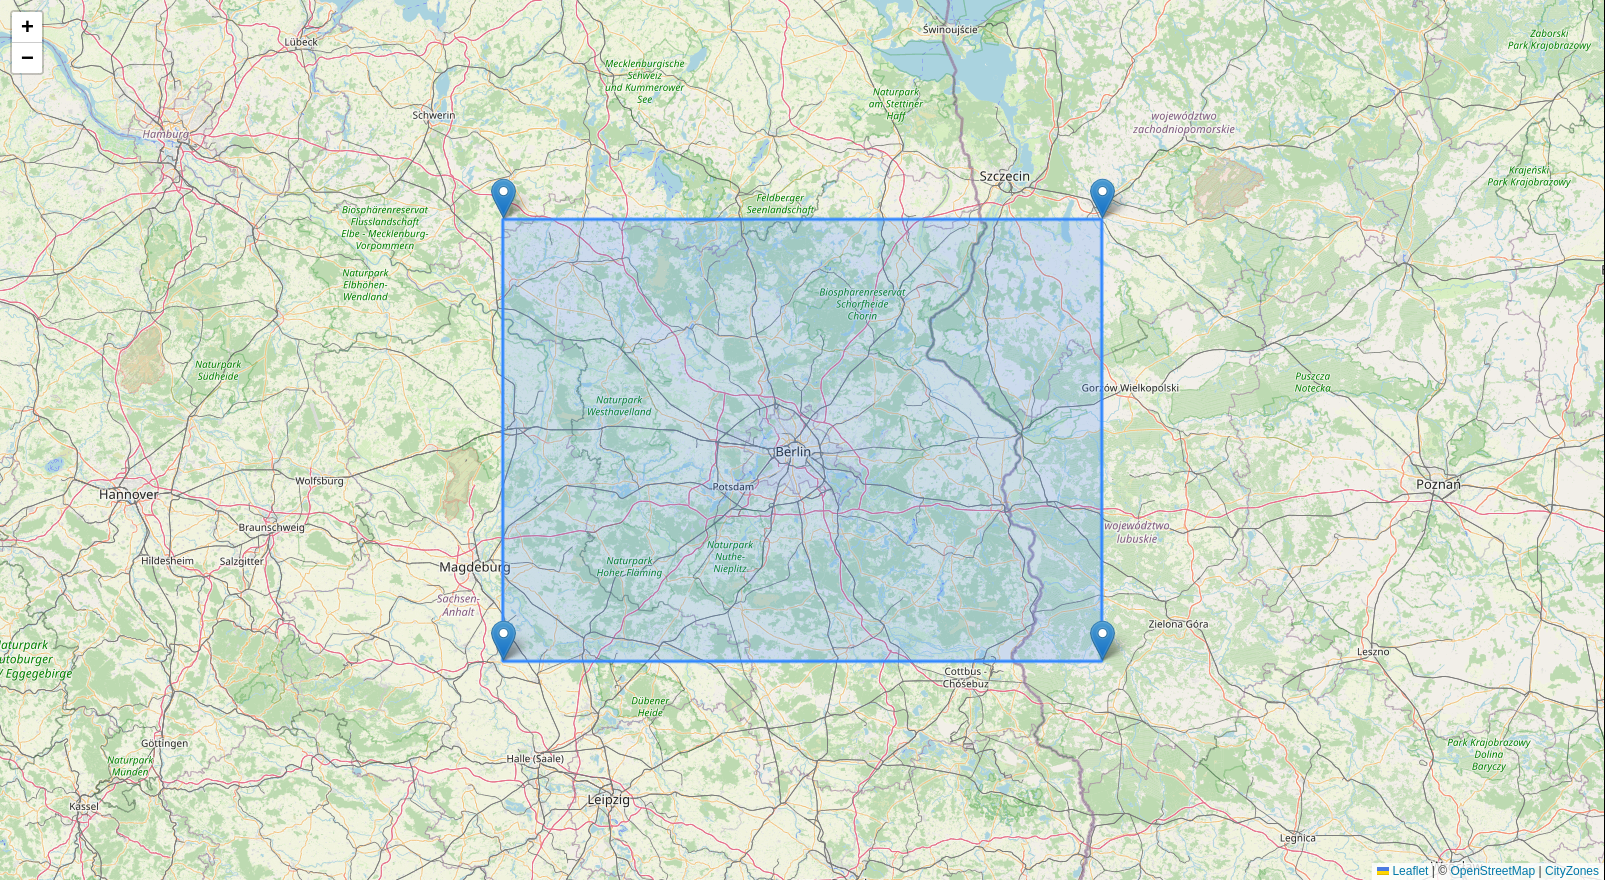 +
−
Świnoujście
Lübeck
Zaborski
Park Krajobrazowy
Mecklenburgische
Schweiz
und Kummerower
See
Naturpark
am Stettiner
Haff
Schwerin
województwo
zachodniopomorskie
Hamburg
Szczecin
Krajeński
Park Krajobrazowy
Feldberger
Seenlandschaft
Biosphärenreservat
Flusslandschaft
Elbe - Mecklenburg-
Vorpommern
Naturpark
Elbhöhen-
Wendland
Biosphärenreservat
Schorfheide
Chorin
Naturpark
Südheide
Puszcza
Notecka
Gorzów Wielkopolski
Naturpark
Westhavelland
Berlin
Wolfsburg
Poznań
Potsdam
Hannover
Braunschweig
województwo
lubuskie
Naturpark
Nuthe-
Nieplitz
Hildesheim
Salzgitter
Magdeburg
Naturpark
Hoher Fläming
Sachsen-
Anhalt
Zielona Góra
Leszno
Naturpark
utoburger
/ Eggegebirge
Cottbus -
Chóśebuz
Dübener
Heide
Göttingen
Park Krajobrazowy
Dolina
Baryczy
Halle (Saale)
Naturpark
Münden
Leipzig
Kassel
Legnica
Leaflet | © OpenStreetMap | CityZones